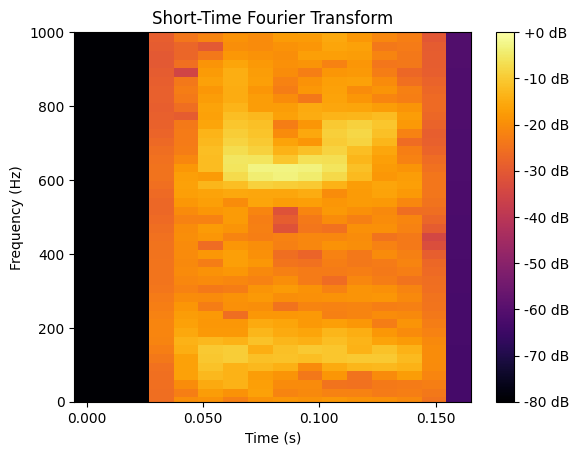 Short-Time Fourier Transform
1000
800
600
400
200
0
Frequency (Hz)
0.000
0.050
0.100
0.150
Time (s)
+0 dB
-10 dB
-20 dB
-30 dB
-40 dB
-50 dB
-60 dB
-70 dB
-80 dB